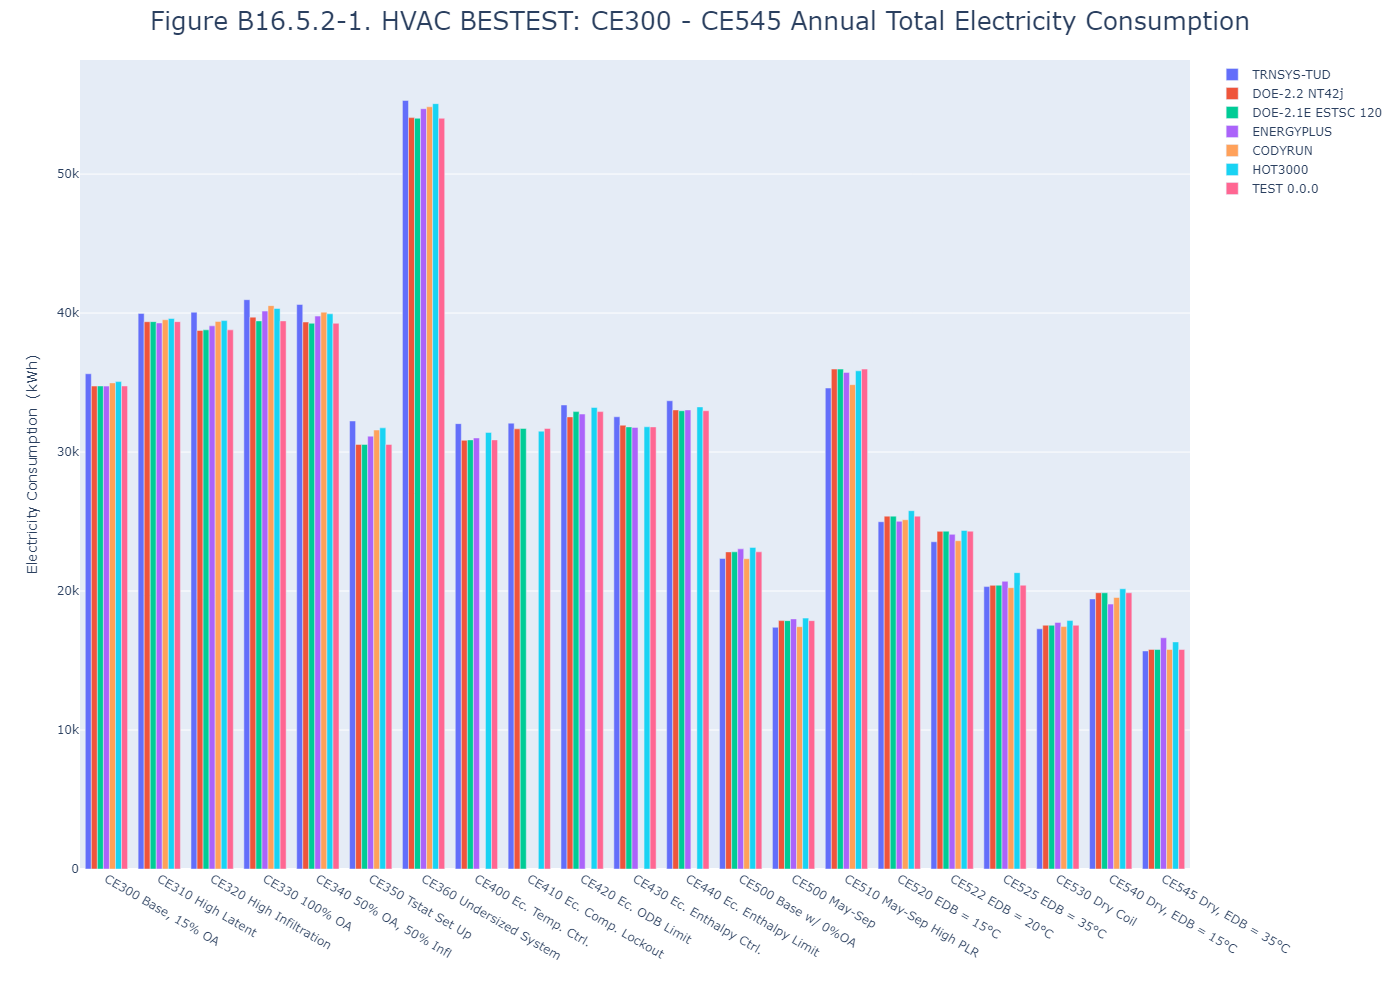 Figure B16.5.2-1. HVAC BESTEST: CE300 - CE545 Annual Total Electricity Consumption
TRNSYS-TUD
DOE-2.2 NT42j
DOE-2.1E ESTSC 120
ENERGYPLUS
CODYRUN
HOT3000
TEST 0.0.0
Electricity Consumption (kWh)
50k
40k
30k
20k
10k
0
CE300 Base, 15% OA
CE310 High Latent
CE320 High Infiltration
CE330 100% OA
CE340 50% OA, 50% Infl
CE350 Tstat Set Up
CE360 Undersized System
CE400 Ec. Temp. Ctrl.
CE410 Ec. Comp. Lockout
CE420 Ec. ODB Limit
CE430 Ec. Enthalpy Ctrl.
CE440 Ec. Enthalpy Limit
CE500 Base w/ 0%OA
CE500 May-Sep
CE510 May-Sep High PLR
CE520 EDB = 15°C
CE522 EDB = 20°C
CE525 EDB = 35°C
CE530 Dry Coil
CE540 Dry, EDB = 15°C
CE545 Dry, EDB = 35°C